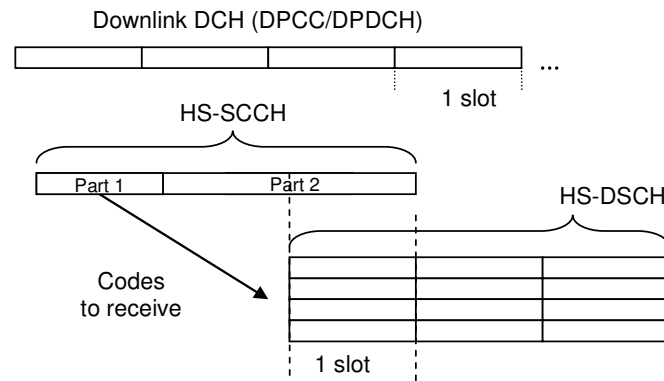 Downlink DCH (DPCC/DPDCH)
...
1 slot
HS-SCCH
Part 1
Part 2
HS-DSCH
Codes
to receive
1 slot